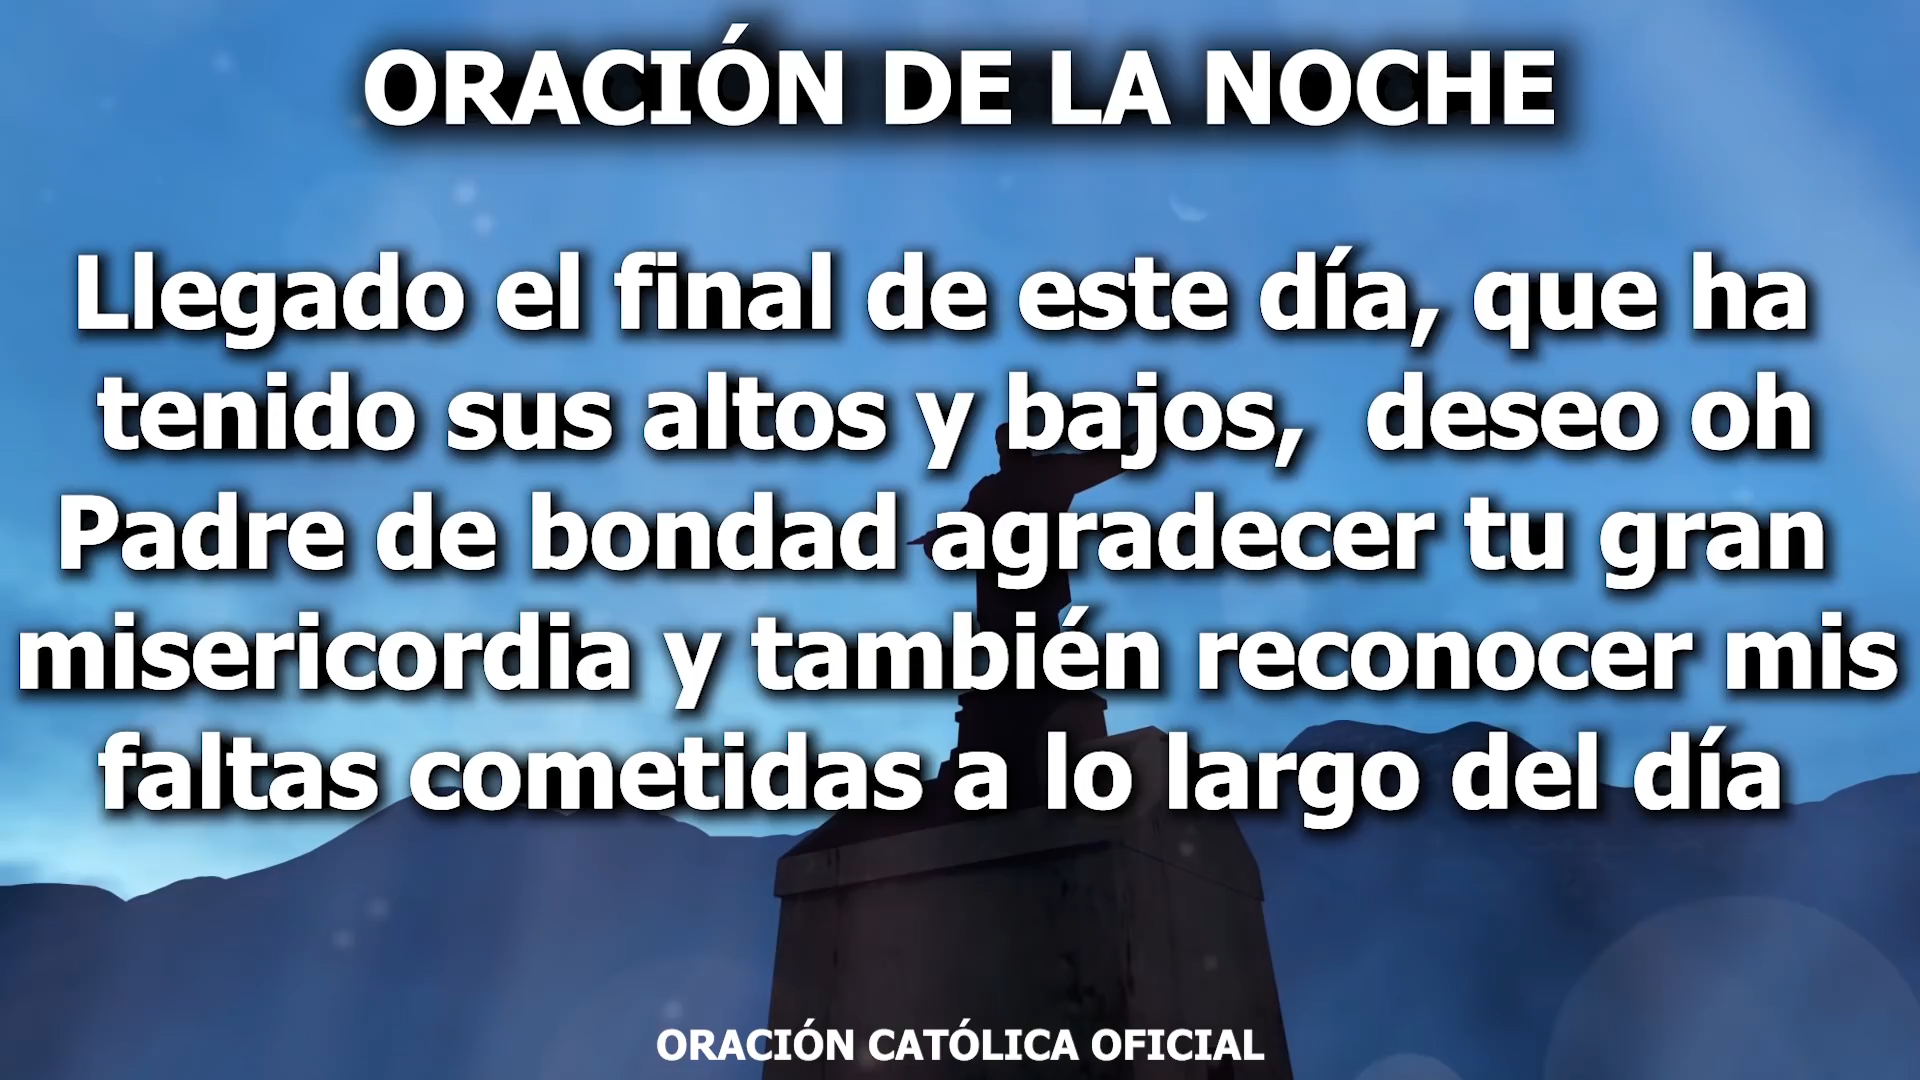 ORACIÓN DE LA NOCHE
Llegado el final de este día, que ha
tenido sus altos y bajos,  deseo oh
Padre de bondad agradecer tu gran
misericordia y también reconocer mis
faltas cometidas a lo largo del día
ORACIÓN CATÓLICA OFICIAL